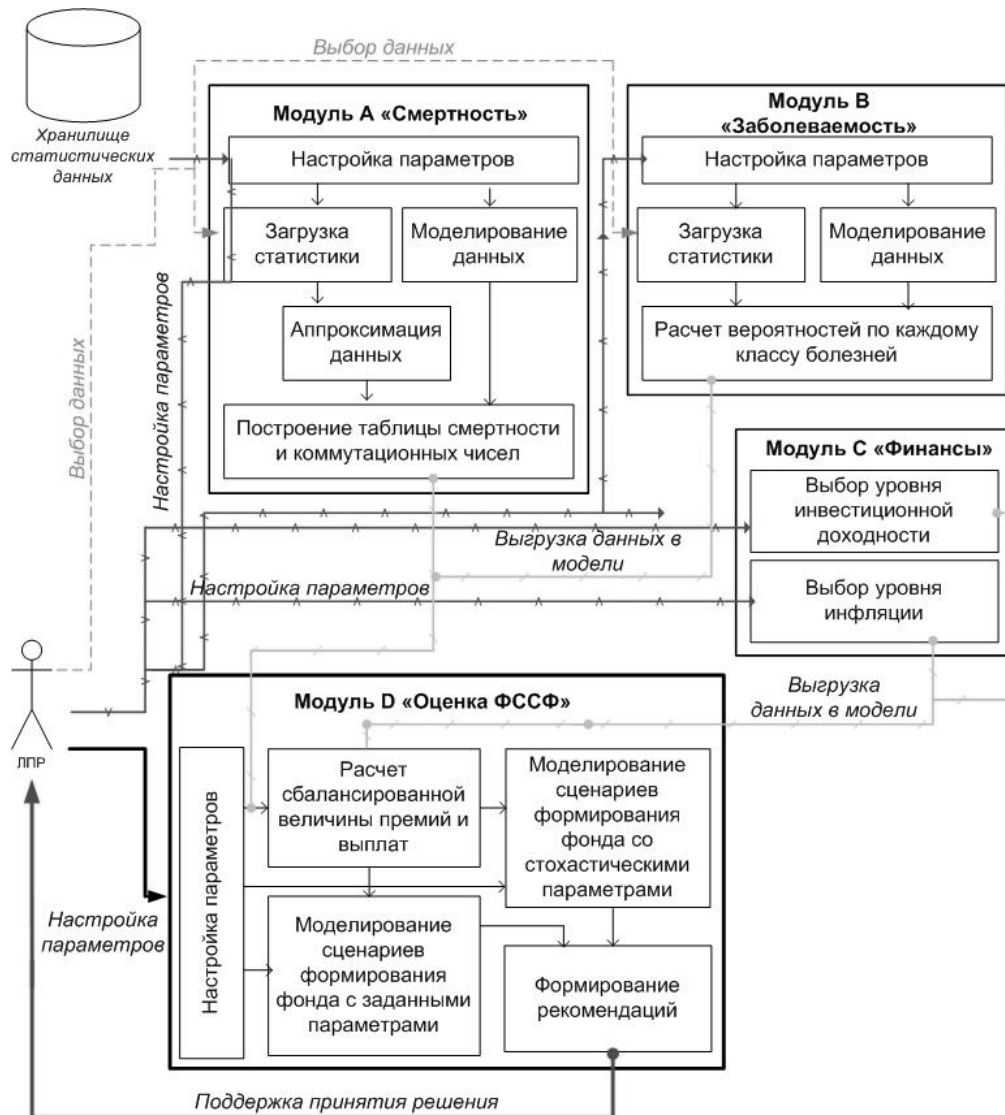 Выбор данных
Хранилище
статистических
данных
Модуль А «Смертность»
Настройка параметров
Загрузка
статистики
Моделирование
данных
Аппроксимация
данных
Построение таблицы смертности
и коммутационных чисел
Модуль В
«Заболеваемость»
Настройка параметров
Загрузка
статистики
Моделирование
данных
Расчет вероятностей по каждому
классу болезней
Выбор данных
Настройка параметров
Модуль С «Финансы»
Выбор уровня
инвестиционной
доходности
Выбор уровня
инфляции
Выгрузка данных в
модели
Настройка параметров
ЛПР
Выгрузка
данных в модели
Модуль D «Оценка ФССФ»
Настройка параметров
Расчет
сбалансированной
величины премий и
выплат
Моделирование
сценариев
формирования
фонда со
стохастическими
параметрами
Моделирование
сценариев
формирования
фонда с заданными
параметрами
Формирование
рекомендаций
Настройка
параметров
Поддержка принятия решения